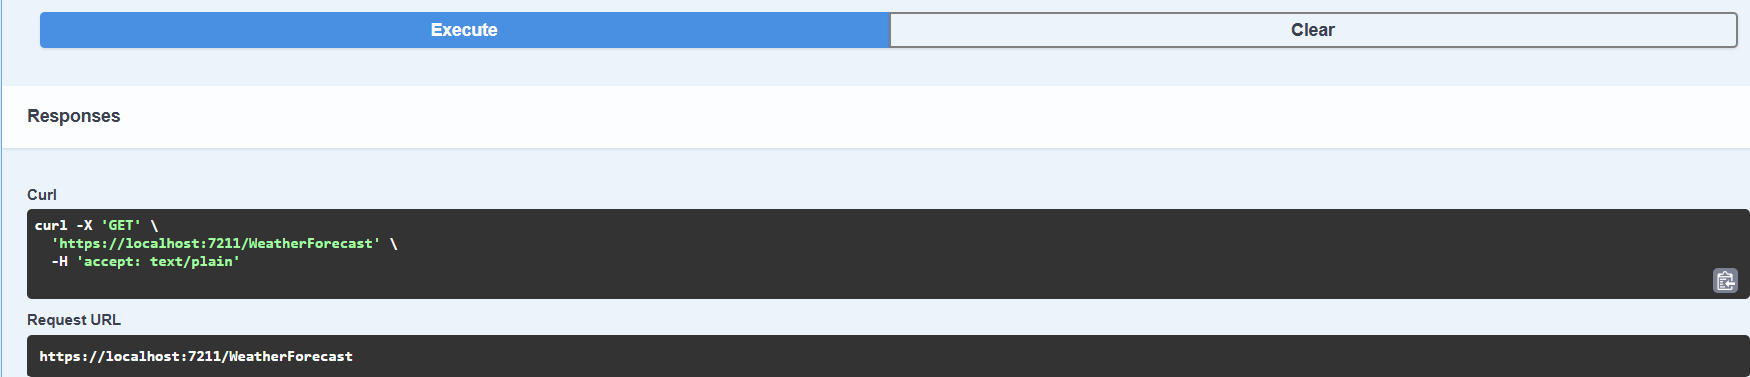 Execute
Clear
Responses
Curl
curl -X 'GET' \
  'https://localhost:7211/WeatherForecast' \
  -H 'accept: text/plain'
Request URL
https://localhost:7211/WeatherForecast